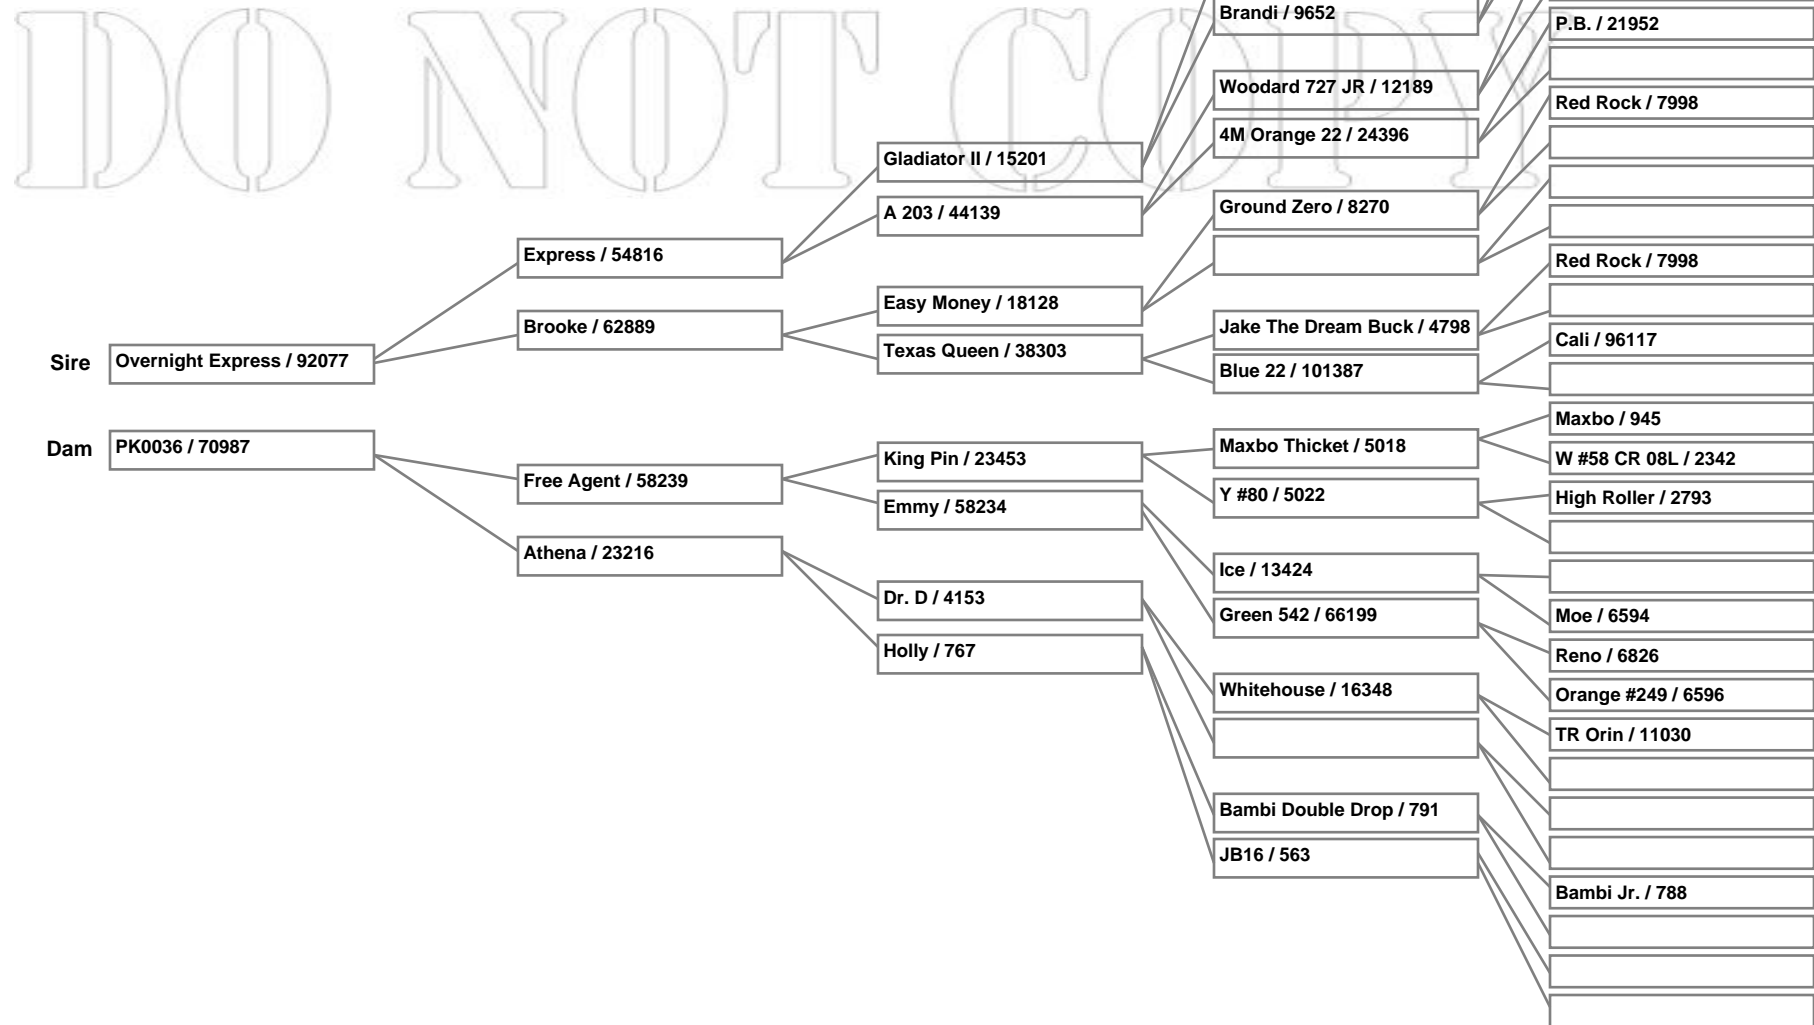 DO NOT COPY
Sire
Overnight Express / 92077
Dam
PK0036 / 70987
Express / 54816
Brooke / 62889
Free Agent / 58239
Athena / 23216
Gladiator II / 15201
A 203 / 44139
Easy Money / 18128
Texas Queen / 38303
King Pin / 23453
Emmy / 58234
Dr. D / 4153
Holly / 767
Brandi / 9652
Woodard 727 JR / 12189
4M Orange 22 / 24396
Ground Zero / 8270
Jake The Dream Buck / 4798
Blue 22 / 101387
Maxbo Thicket / 5018
Y #80 / 5022
Ice / 13424
Green 542 / 66199
Whitehouse / 16348
Bambi Double Drop / 791
JB16 / 563
P.B. / 21952
Red Rock / 7998
Red Rock / 7998
Cali / 96117
Maxbo / 945
W #58 CR 08L / 2342
High Roller / 2793
Moe / 6594
Reno / 6826
Orange #249 / 6596
TR Orin / 11030
Bambi Jr. / 788